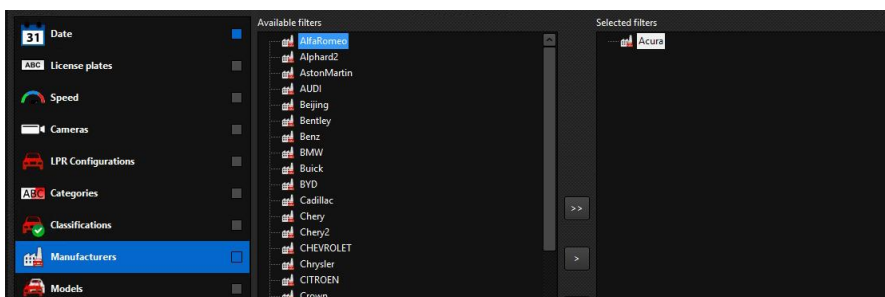 31 Date
ABC License plates
Speed
Cameras
LPR Configurations
ABC Categories
Classifications
Manufacturers
Models
Available filters
AlfaRomeo
Alphard2
AstonMartin
AUDI
Beijing
Bentley
Benz
BMW
Buick
BYD
Cadillac
Chery
Chery2
CHEVROLET
Chrysler
CITROEN
Crown
>>
>
Selected filters
Acura